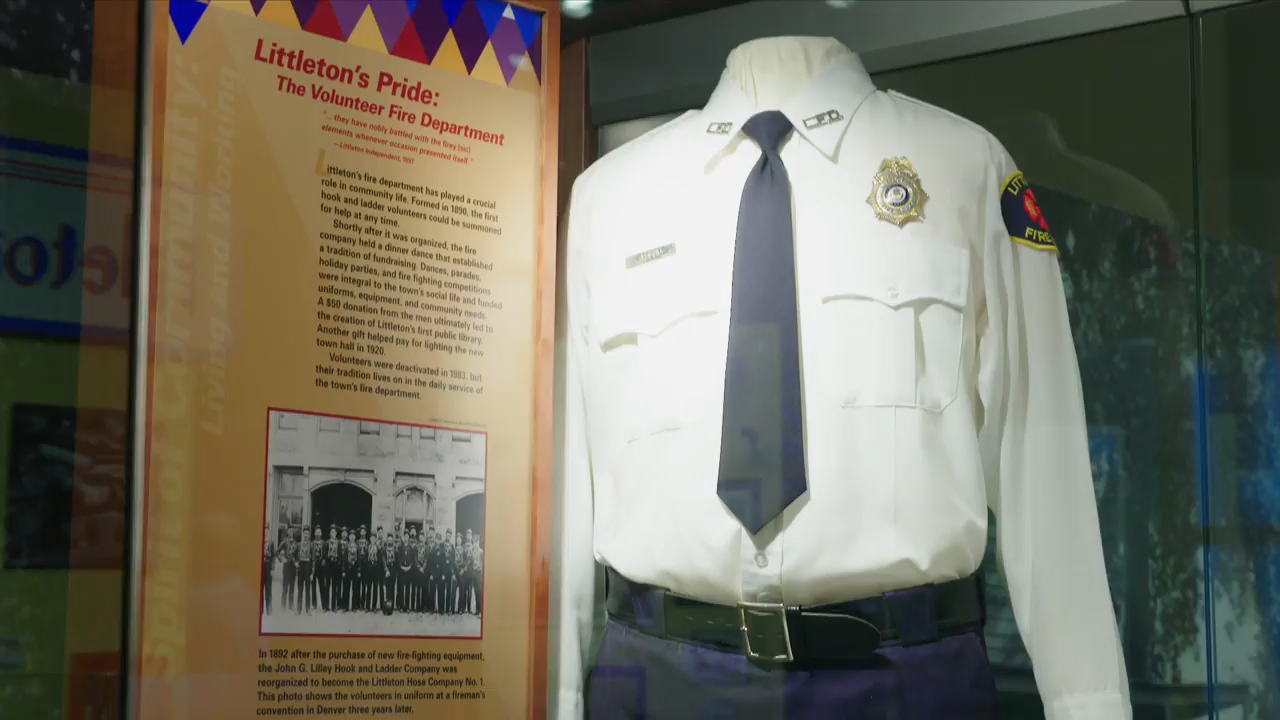 Littleton's Pride:
The Volunteer Fire Department
"... they have nobly battled with the firey [sic]
elements whenever occasion presented itself."
—Littleton Independent, 1897
Littleton's fire department has played a crucial
role in community life. Formed in 1890, the first
hook and ladder volunteers could be summoned
for help at any time.
Shortly after it was organized, the fire
company held a dinner dance that established
a tradition of fundraising. Dances, parades,
holiday parties, and fire fighting competitions
were integral to the town's social life and funded
uniforms, equipment, and community needs.
A $50 donation from the men ultimately led to
the creation of Littleton's first public library.
Another gift helped pay for lighting the new
town hall in 1920.
Volunteers were deactivated in 1983, but
their tradition lives on in the daily service of
the town's fire department.
In 1892 after the purchase of new fire-fighting equipment,
the John G. Lilley Hook and Ladder Company was
reorganized to become the Littleton Hose Company No. 1.
This photo shows the volunteers in uniform at a fireman's
convention in Denver three years later.
Spirit of Community:
Living and Working
LFD
FIRE